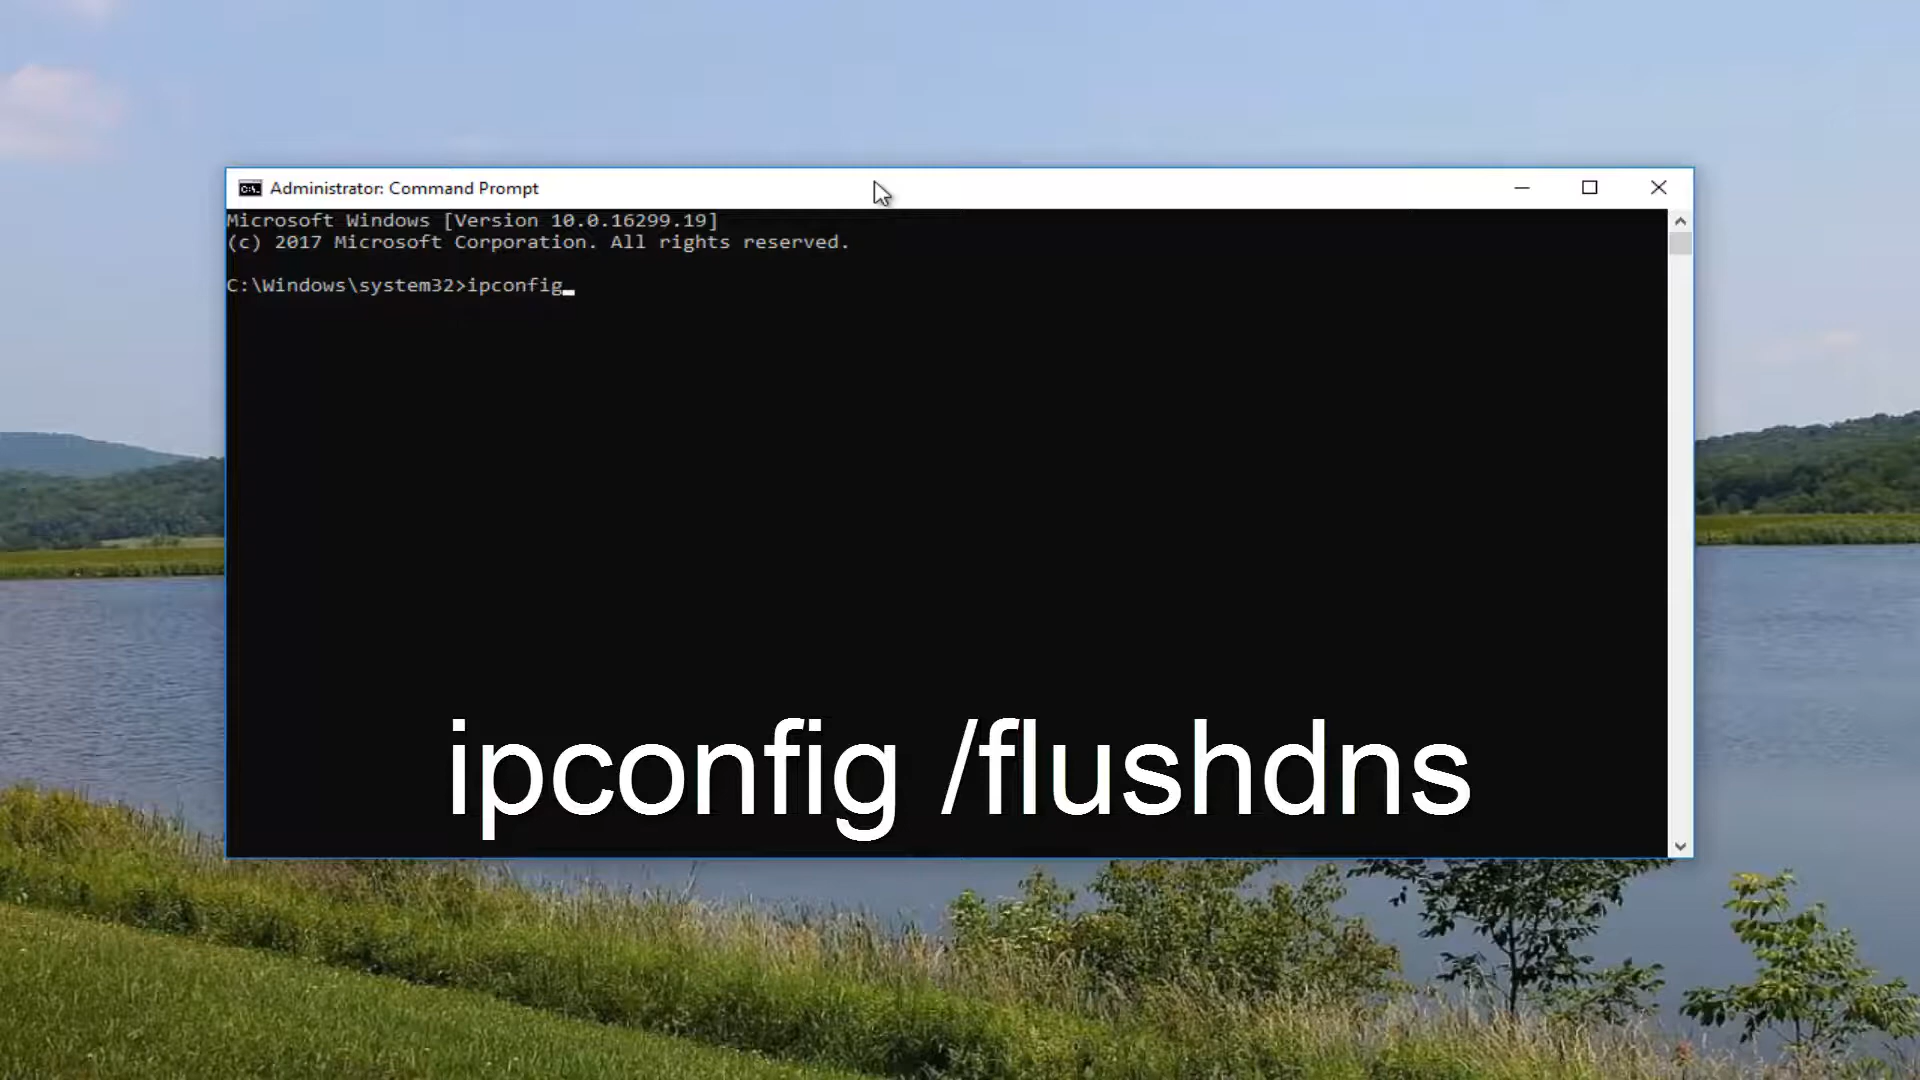 Administrator: Command Prompt
Microsoft Windows [Version 10.0.16299.19]
(c) 2017 Microsoft Corporation. All rights reserved.
C:\Windows\system32>ipconfig
ipconfig /flushdns